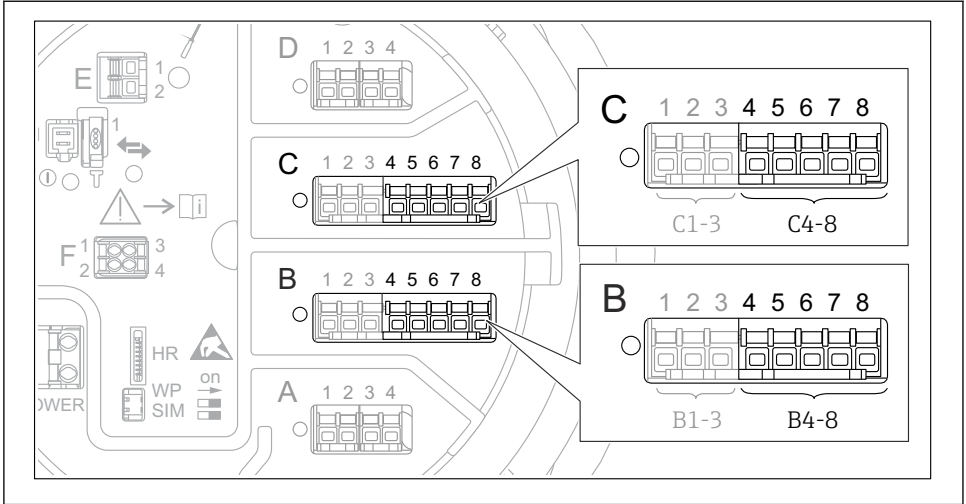 D 1 2 3 4
E 1
2
1
C 1 2 3 4 5 6 7 8
i
F 1 3
2 4
B 1 2 3 4 5 6 7 8
HR
WP on
SIM
OWER
A 1 2 3 4
C 1 2 3 4 5 6 7 8
C1-3 C4-8
B 1 2 3 4 5 6 7 8
B1-3 B4-8